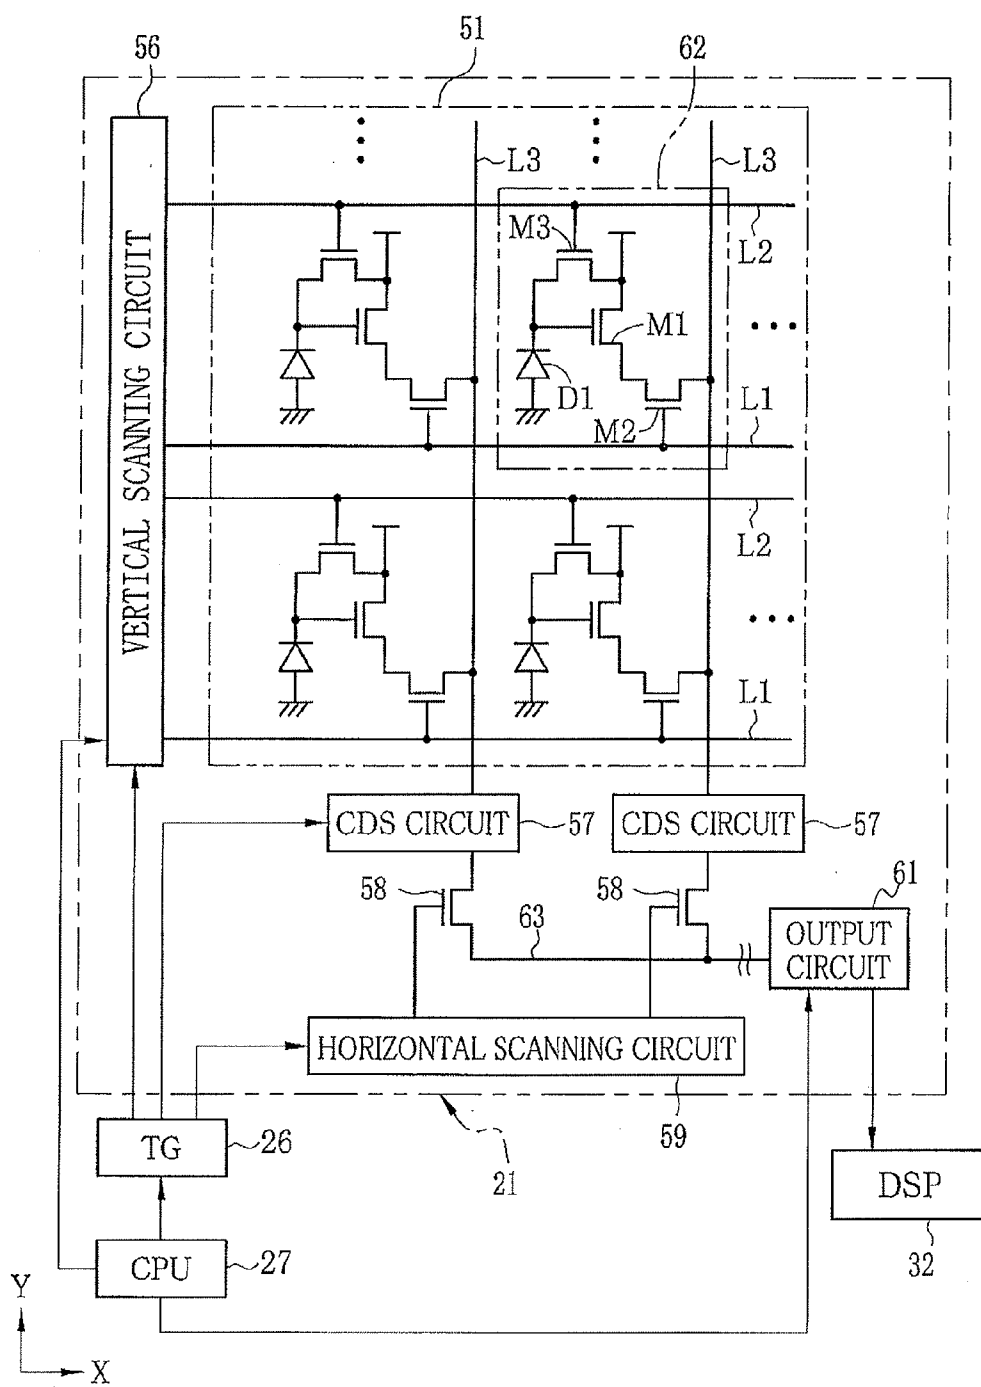 56
51
62
L3
L3
M3
L2
VERTICAL SCANNING CIRCUIT
M1
D1
M2
L1
L2
L1
CDS CIRCUIT
57
CDS CIRCUIT
57
58
58
61
63
OUTPUT
CIRCUIT
HORIZONTAL SCANNING CIRCUIT
59
TG
26
21
DSP
32
CPU
27
Y
X